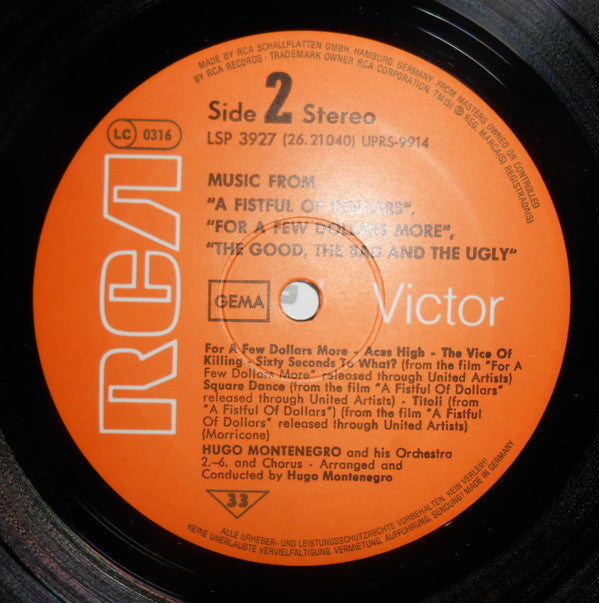 MADE BY RCA SCHALLPLATTEN GMBH, HAMBURG, GERMANY, FROM MASTERS OWNED OR CONTROLLED
BY RCA RECORDS · TRADEMARK OWNER RCA CORPORATION. TM(S) ® REG. MARCA(S) REGISTRADA(S)
Side 2 Stereo
LC 0316
LSP 3927 (26.21040) UPRS-9914
MUSIC FROM
"A FISTFUL OF DOLLARS",
"FOR A FEW DOLLARS MORE",
"THE GOOD, THE BAD AND THE UGLY"
RCA
GEMA
Victor
For A Few Dollars More - Aces High - The Vice Of
Killing - Sixty Seconds To What? (from the film "For A
Few Dollars More" released through United Artists)
Square Dance (from the film "A Fistful Of Dollars"
released through United Artists) - Titoli (from
"A Fistful Of Dollars") (from the film "A Fistful
Of Dollars" released through United Artists)
(Morricone)
HUGO MONTENEGRO and his Orchestra
2.-6. and Chorus - Arranged and
Conducted by Hugo Montenegro
33
ALLE URHEBER- UND LEISTUNGSSCHUTZRECHTE VORBEHALTEN. KEIN VERLEIH!
KEINE UNERLAUBTE VERVIELFÄLTIGUNG, VERMIETUNG, AUFFÜHRUNG, SENDUNG! MADE IN GERMANY